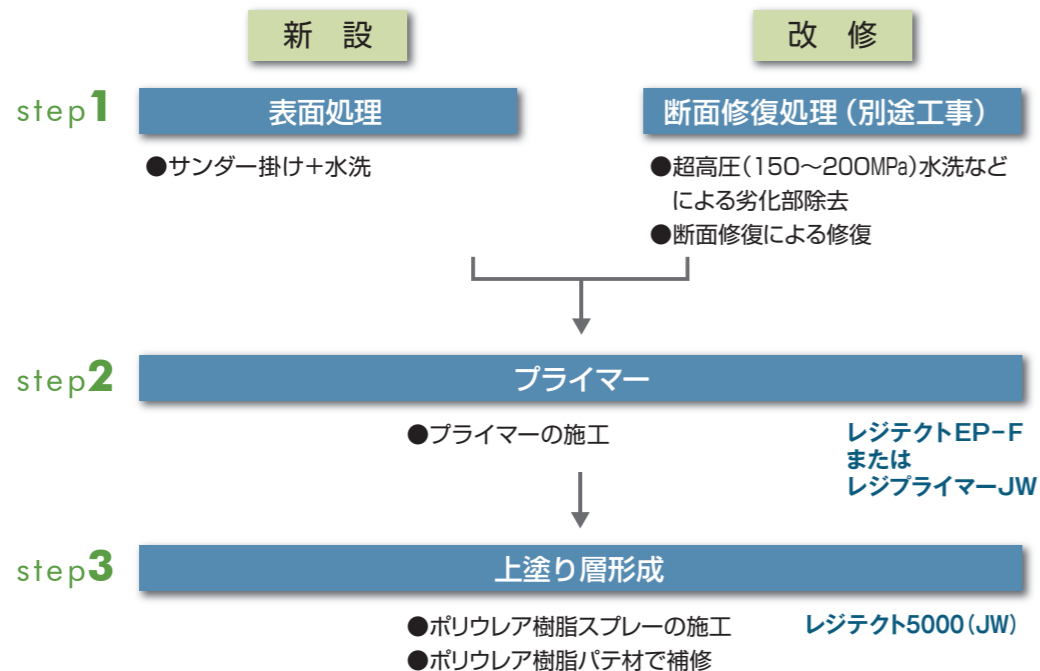 新　設
改　修
step1
表面処理
断面修復処理（別途工事）
●サンダー掛け＋水洗
●超高圧（150〜200MPa）水洗など
による劣化部除去
●断面修復による修復
step2
プライマー
●プライマーの施工
レジテクトEP-F
または
レジプライマーJW
step3
上塗り層形成
●ポリウレア樹脂スプレーの施工
●ポリウレア樹脂パテ材で補修
レジテクト5000（JW）